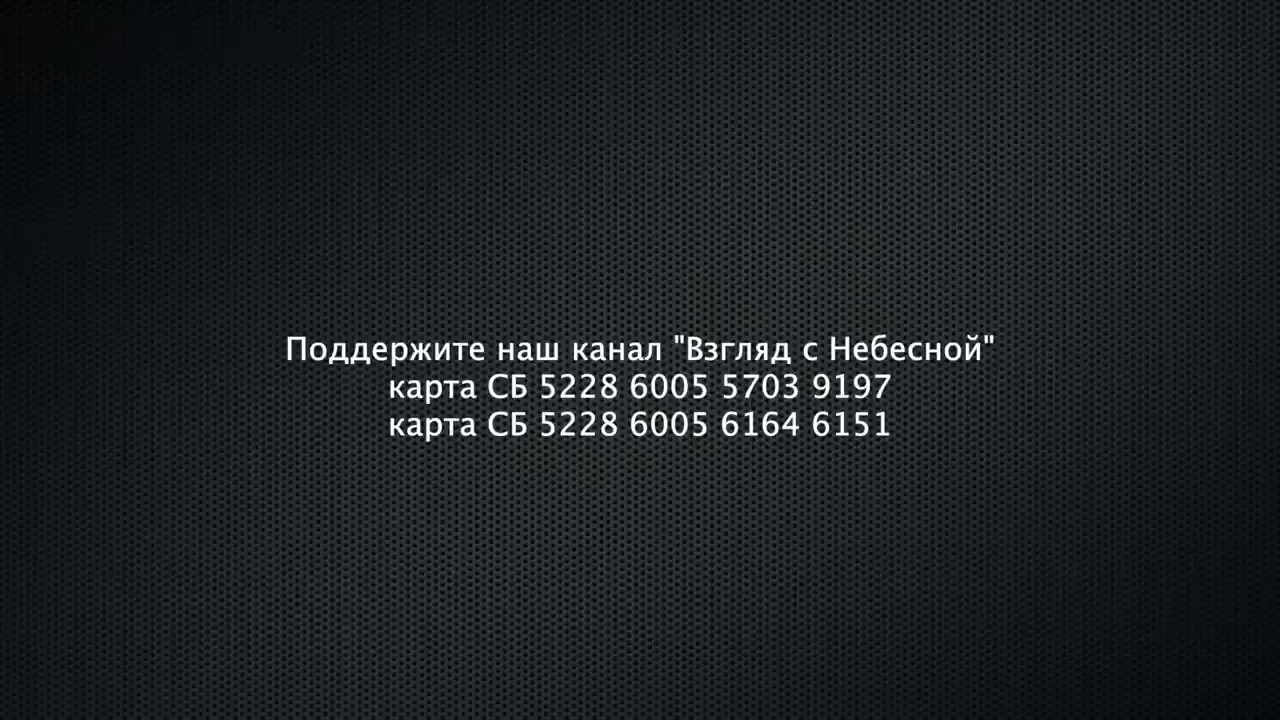 Поддержите наш канал "Взгляд с Небесной"
карта СБ 5228 6005 5703 9197
карта СБ 5228 6005 6164 6151